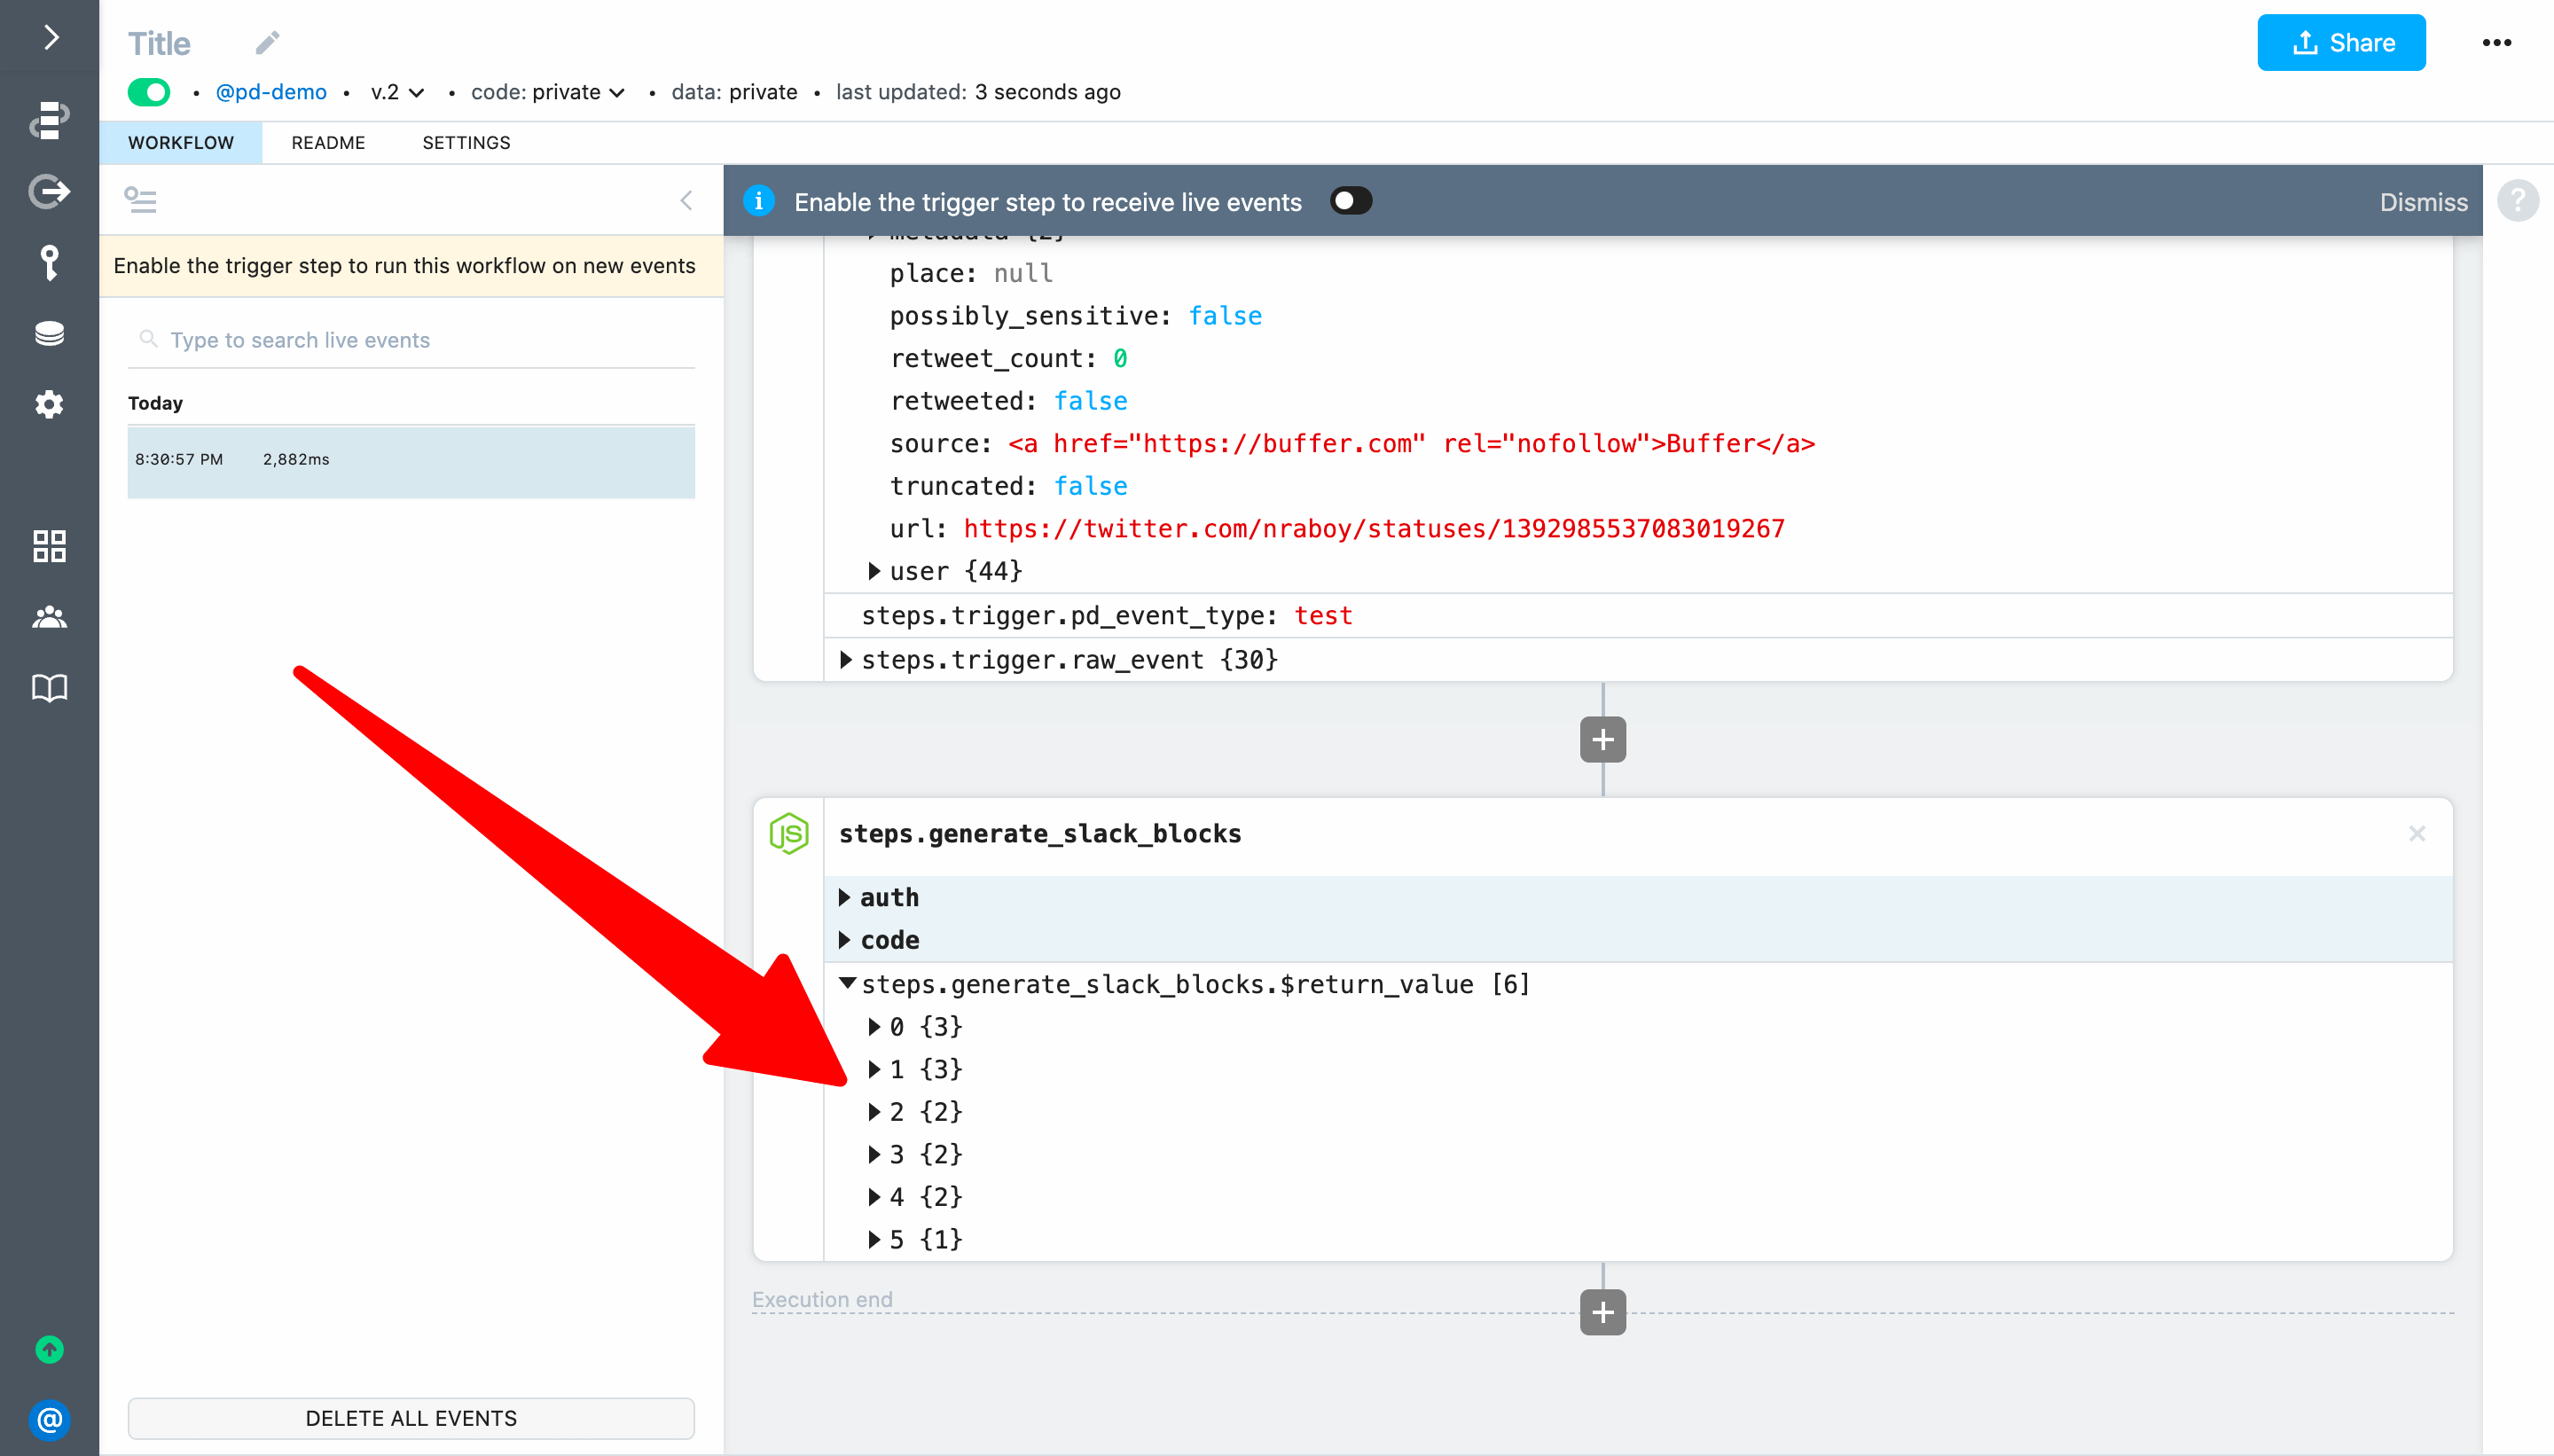 Title
Share
• @pd-demo • v.2 • code: private • data: private • last updated: 3 seconds ago
WORKFLOW README SETTINGS
Enable the trigger step to receive live events
Dismiss
?
Enable the trigger step to run this workflow on new events
Type to search live events
Today
8:30:57 PM 2,882ms
DELETE ALL EVENTS
metadata {2}
place: null
possibly_sensitive: false
retweet_count: 0
retweeted: false
source: <a href="https://buffer.com" rel="nofollow">Buffer</a>
truncated: false
url: https://twitter.com/nraboy/statuses/1392985537083019267
user {44}
steps.trigger.pd_event_type: test
steps.trigger.raw_event {30}
JS
steps.generate_slack_blocks
auth
code
steps.generate_slack_blocks.$return_value [6]
0 {3}
1 {3}
2 {2}
3 {2}
4 {2}
5 {1}
Execution end